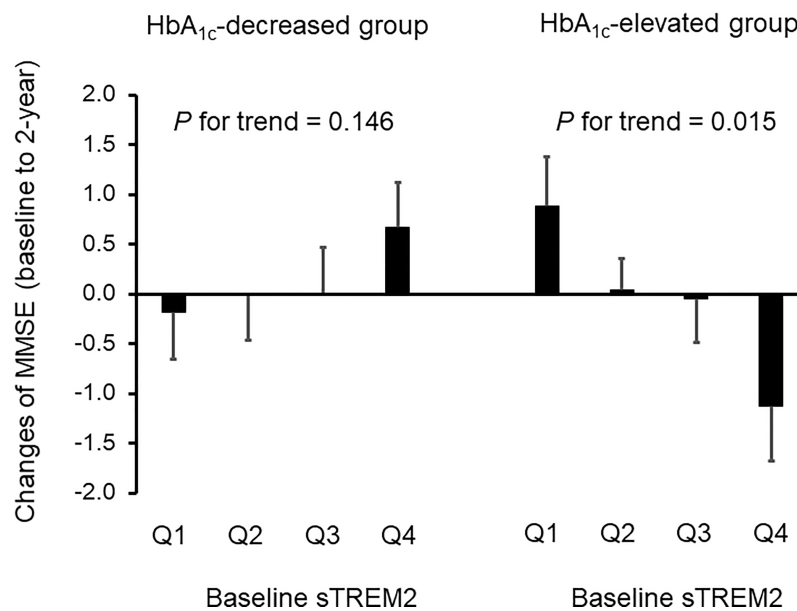 HbA1c-decreased group
HbA1c-elevated group
Changes of MMSE (baseline to 2-year)
2.0
1.5
1.0
0.5
0.0
-0.5
-1.0
-1.5
-2.0
P for trend = 0.146
P for trend = 0.015
Q1 Q2 Q3 Q4
Q1 Q2 Q3 Q4
Baseline sTREM2
Baseline sTREM2